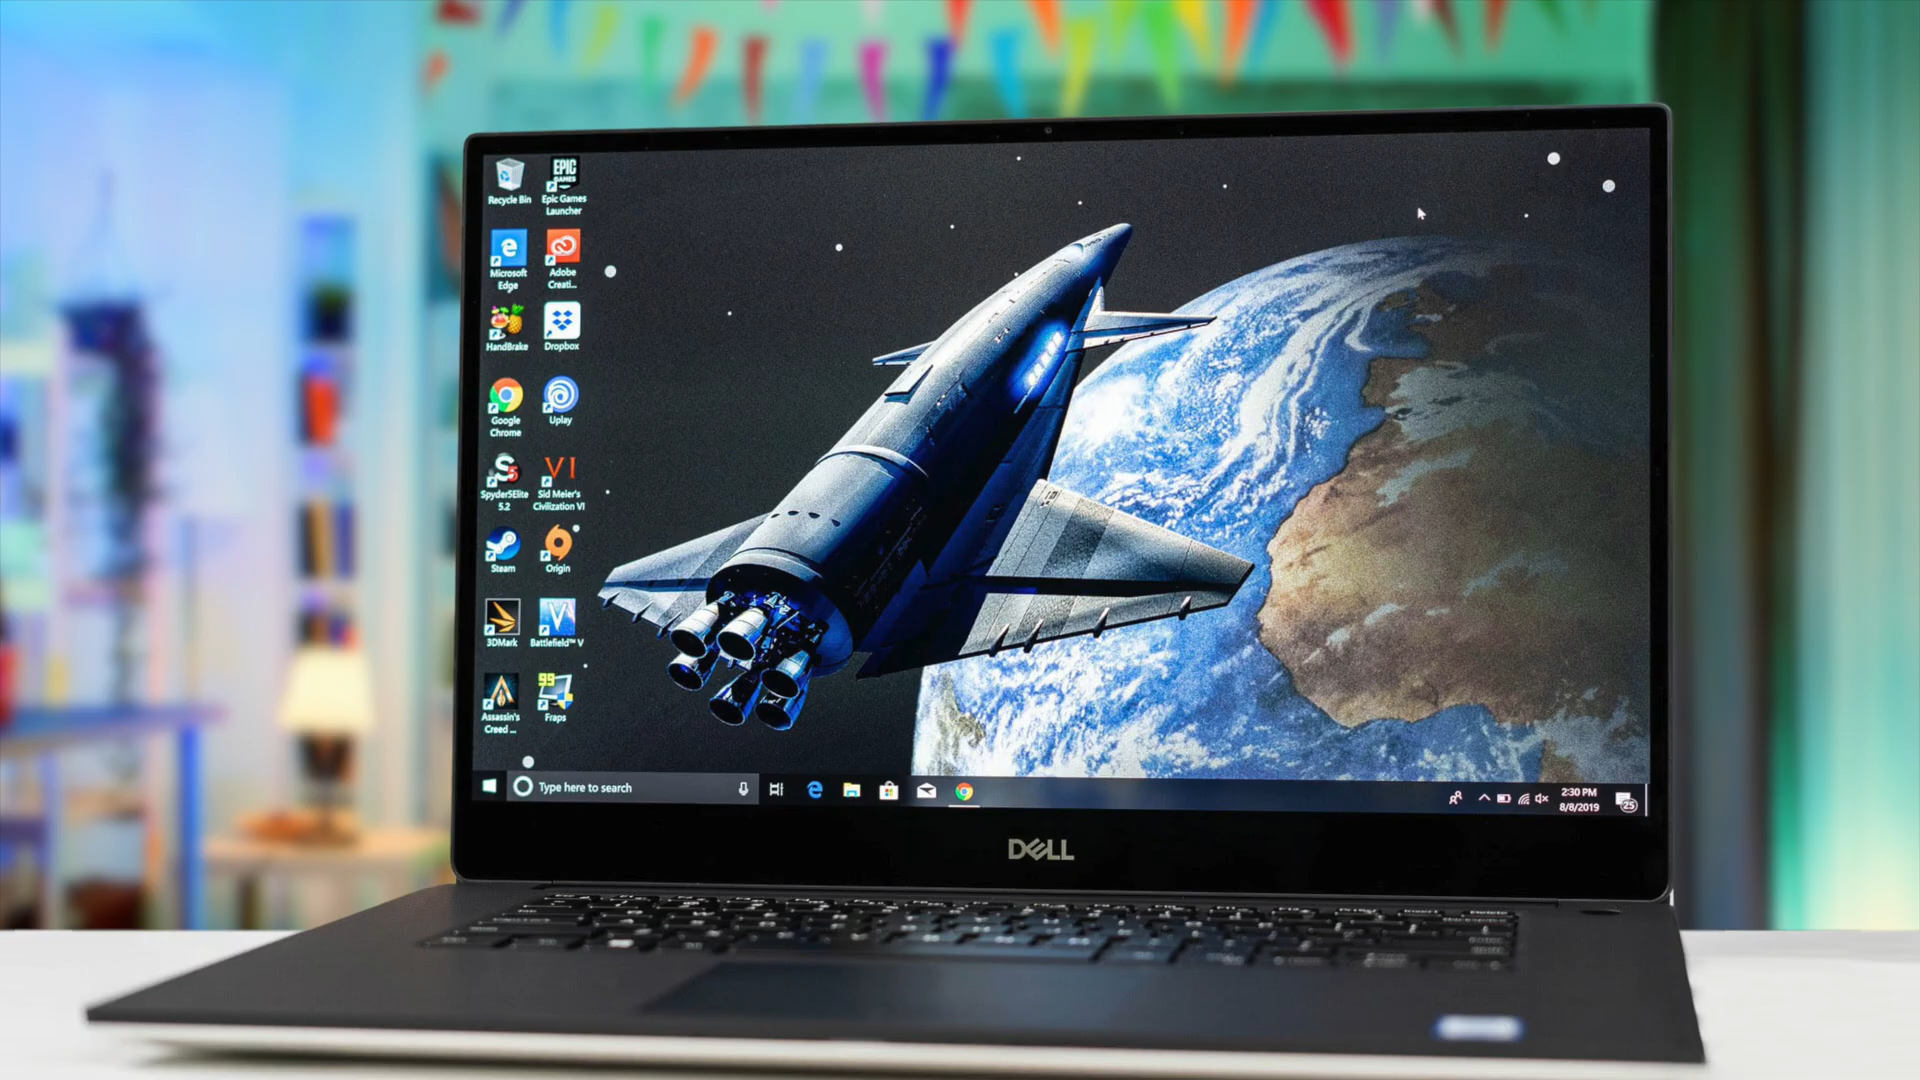 Recycle Bin
EPIC
GAMES
Epic Games
Launcher
Microsoft
Edge
Adobe
Creati...
HandBrake
Dropbox
Google
Chrome
Uplay
S5
Spyder5Elite
5.2
VI
Sid Meier's
Civilization VI
Steam
Origin
3DMark
V
Battlefield™ V
Assassin's
Creed ...
99
Fraps
Type here to search
2:30 PM
8/8/2019
25
DELL